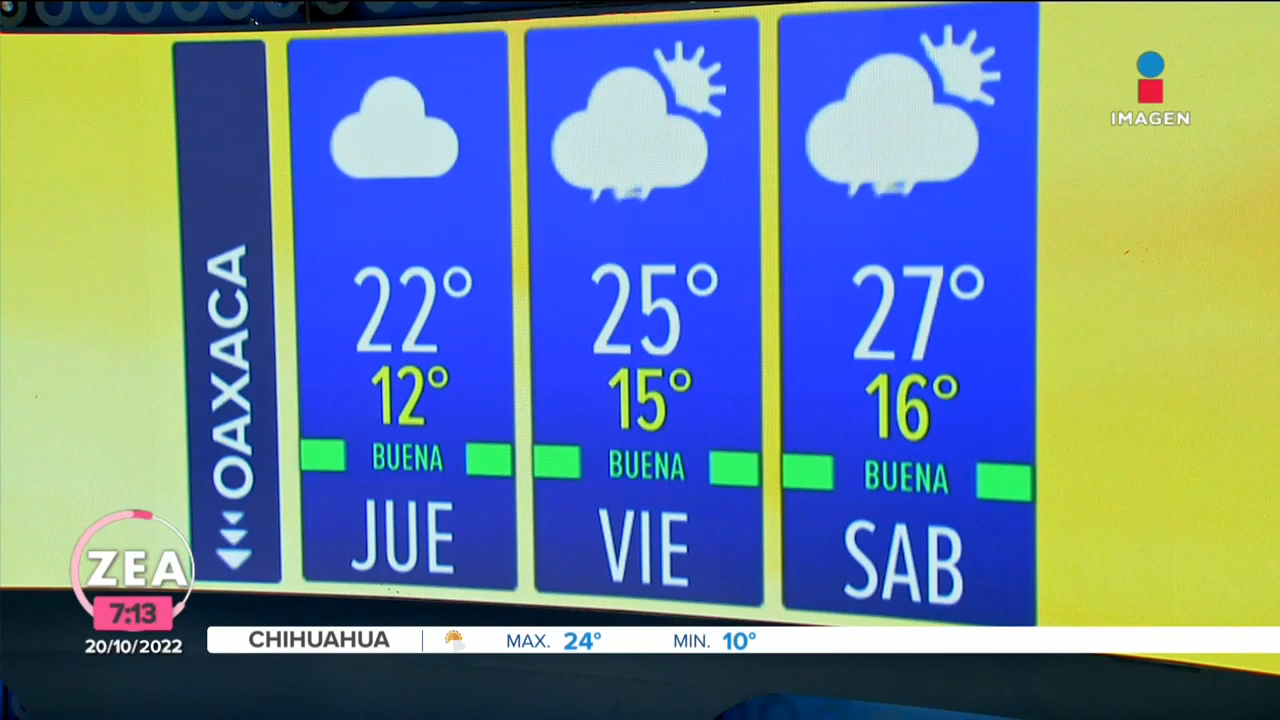 IMAGEN
OAXACA
22°
12°
BUENA
JUE
25°
15°
BUENA
VIE
27°
16°
BUENA
SAB
ZEA
7:13
20/10/2022
CHIHUAHUA MAX. 24° MIN. 10°